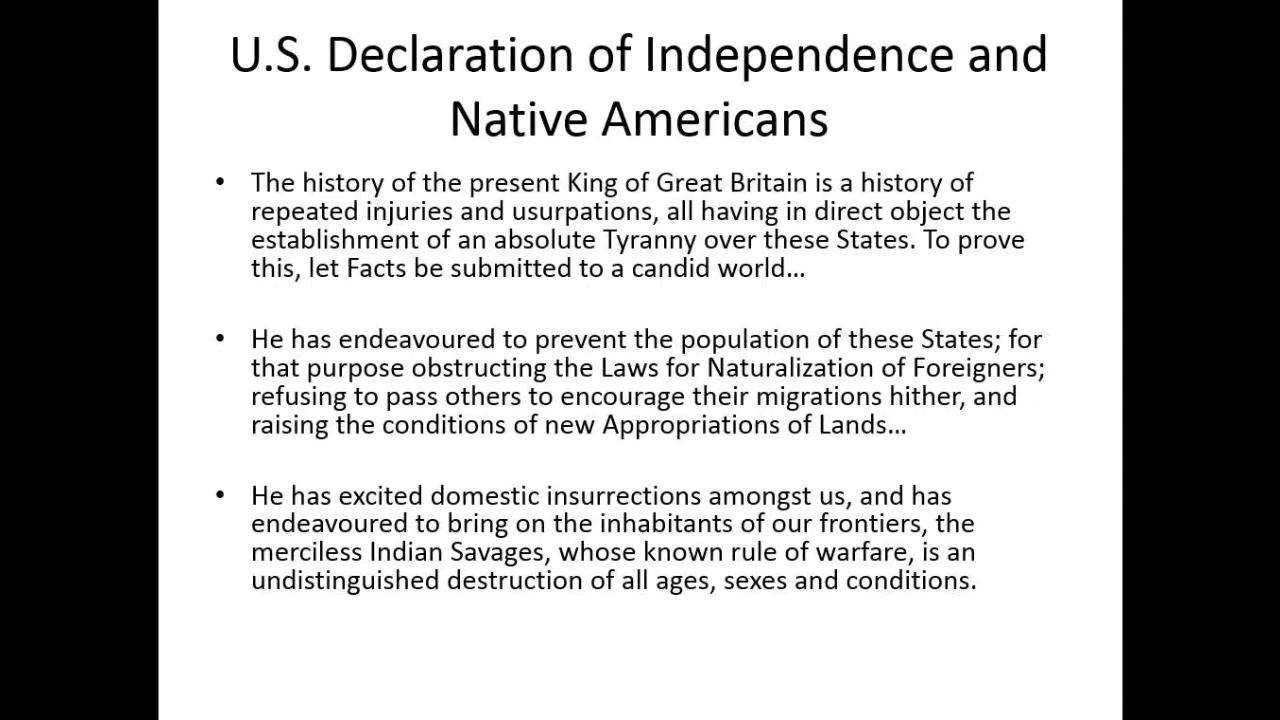 U.S. Declaration of Independence and
Native Americans
• The history of the present King of Great Britain is a history of
repeated injuries and usurpations, all having in direct object the
establishment of an absolute Tyranny over these States. To prove
this, let Facts be submitted to a candid world…
• He has endeavoured to prevent the population of these States; for
that purpose obstructing the Laws for Naturalization of Foreigners;
refusing to pass others to encourage their migrations hither, and
raising the conditions of new Appropriations of Lands…
• He has excited domestic insurrections amongst us, and has
endeavoured to bring on the inhabitants of our frontiers, the
merciless Indian Savages, whose known rule of warfare, is an
undistinguished destruction of all ages, sexes and conditions.